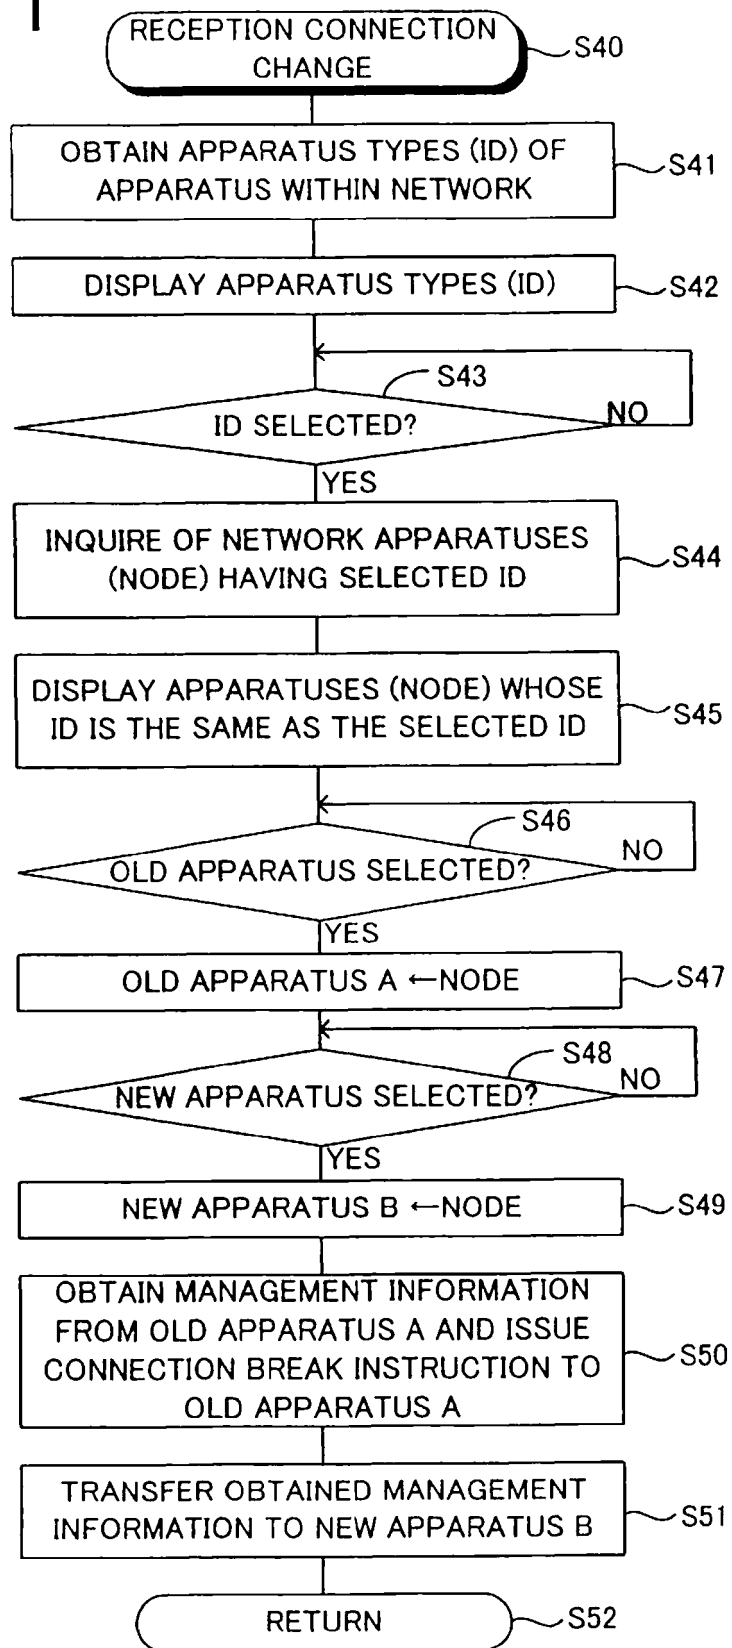 RECEPTION CONNECTION
CHANGE
S40
OBTAIN APPARATUS TYPES (ID) OF
APPARATUS WITHIN NETWORK
S41
DISPLAY APPARATUS TYPES (ID)
S42
S43
ID SELECTED?
NO
YES
INQUIRE OF NETWORK APPARATUSES
(NODE) HAVING SELECTED ID
S44
DISPLAY APPARATUSES (NODE) WHOSE
ID IS THE SAME AS THE SELECTED ID
S45
S46
OLD APPARATUS SELECTED?
NO
YES
OLD APPARATUS A ←NODE
S47
S48
NEW APPARATUS SELECTED?
NO
YES
NEW APPARATUS B ←NODE
S49
OBTAIN MANAGEMENT INFORMATION
FROM OLD APPARATUS A AND ISSUE
CONNECTION BREAK INSTRUCTION TO
OLD APPARATUS A
S50
TRANSFER OBTAINED MANAGEMENT
INFORMATION TO NEW APPARATUS B
S51
RETURN
S52